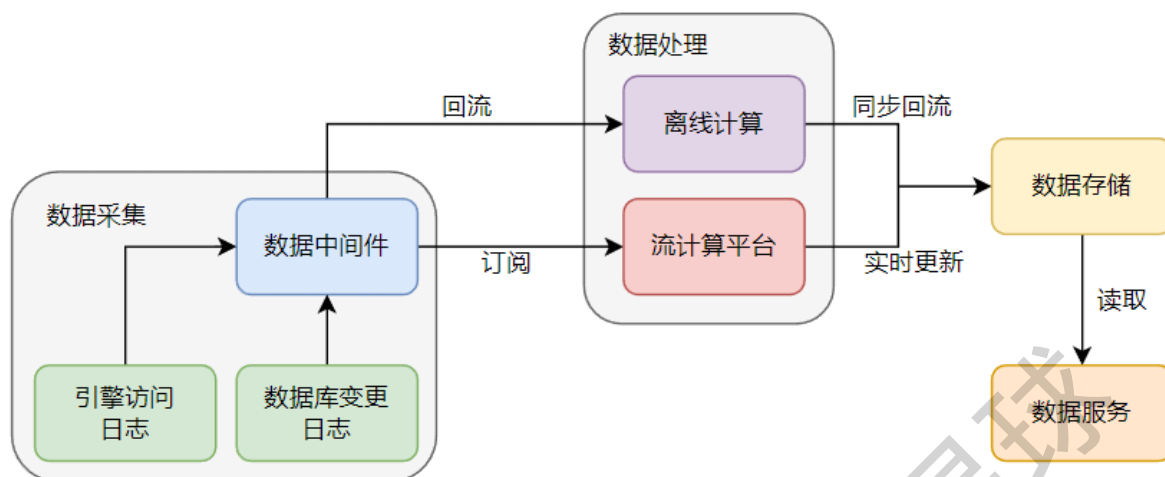 数据处理
回流
离线计算
同步回流
数据存储
数据采集
数据中间件
订阅
流计算平台
实时更新
读取
引擎访问
日志
数据库变更
日志
数据服务
星球